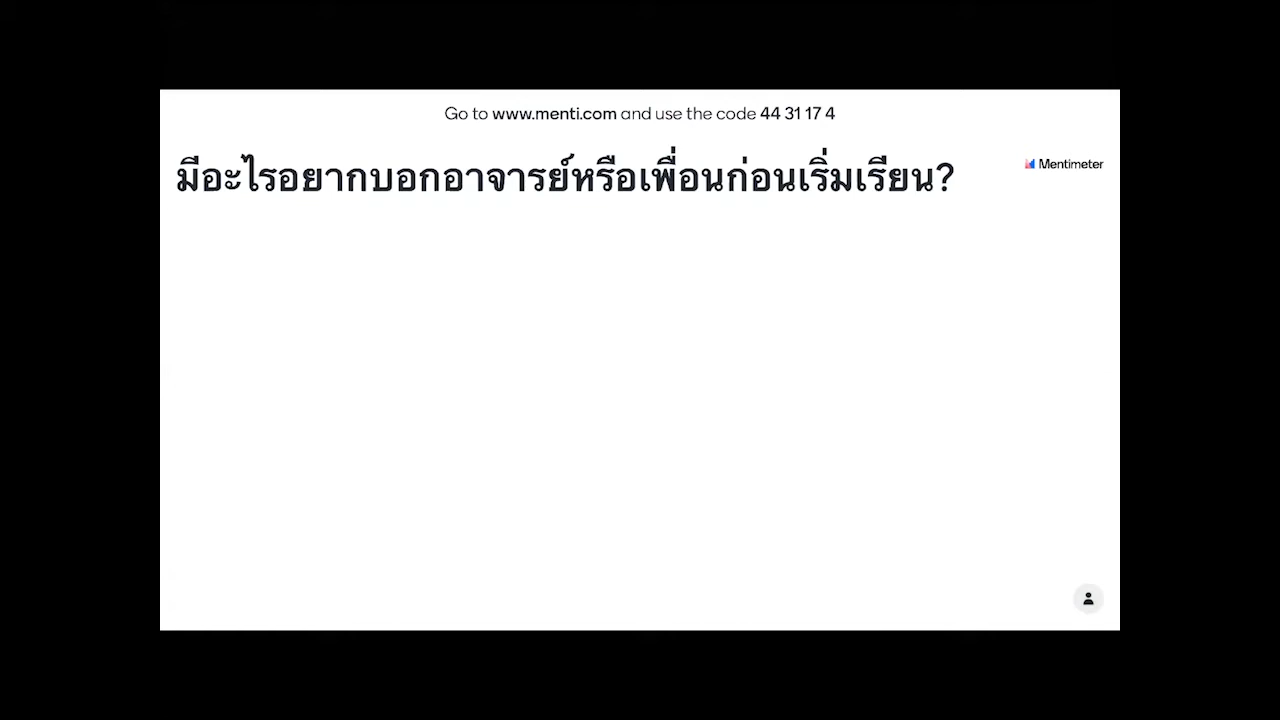 Go to www.menti.com and use the code 44 31 17 4
มีอะไรอยากบอกอาจารย์หรือเพื่อนก่อนเริ่มเรียน?
Mentimeter